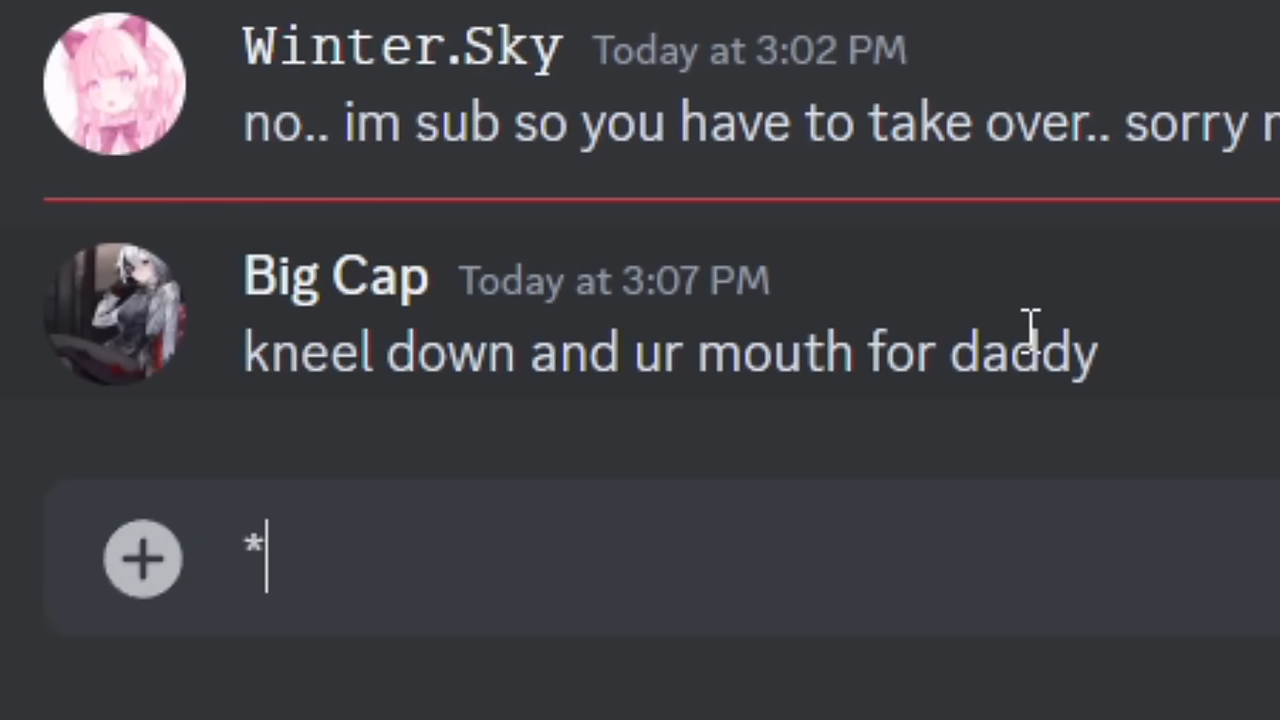 Winter.Sky Today at 3:02 PM
no.. im sub so you have to take over.. sorry
Big Cap Today at 3:07 PM
kneel down and ur mouth for daddy
*